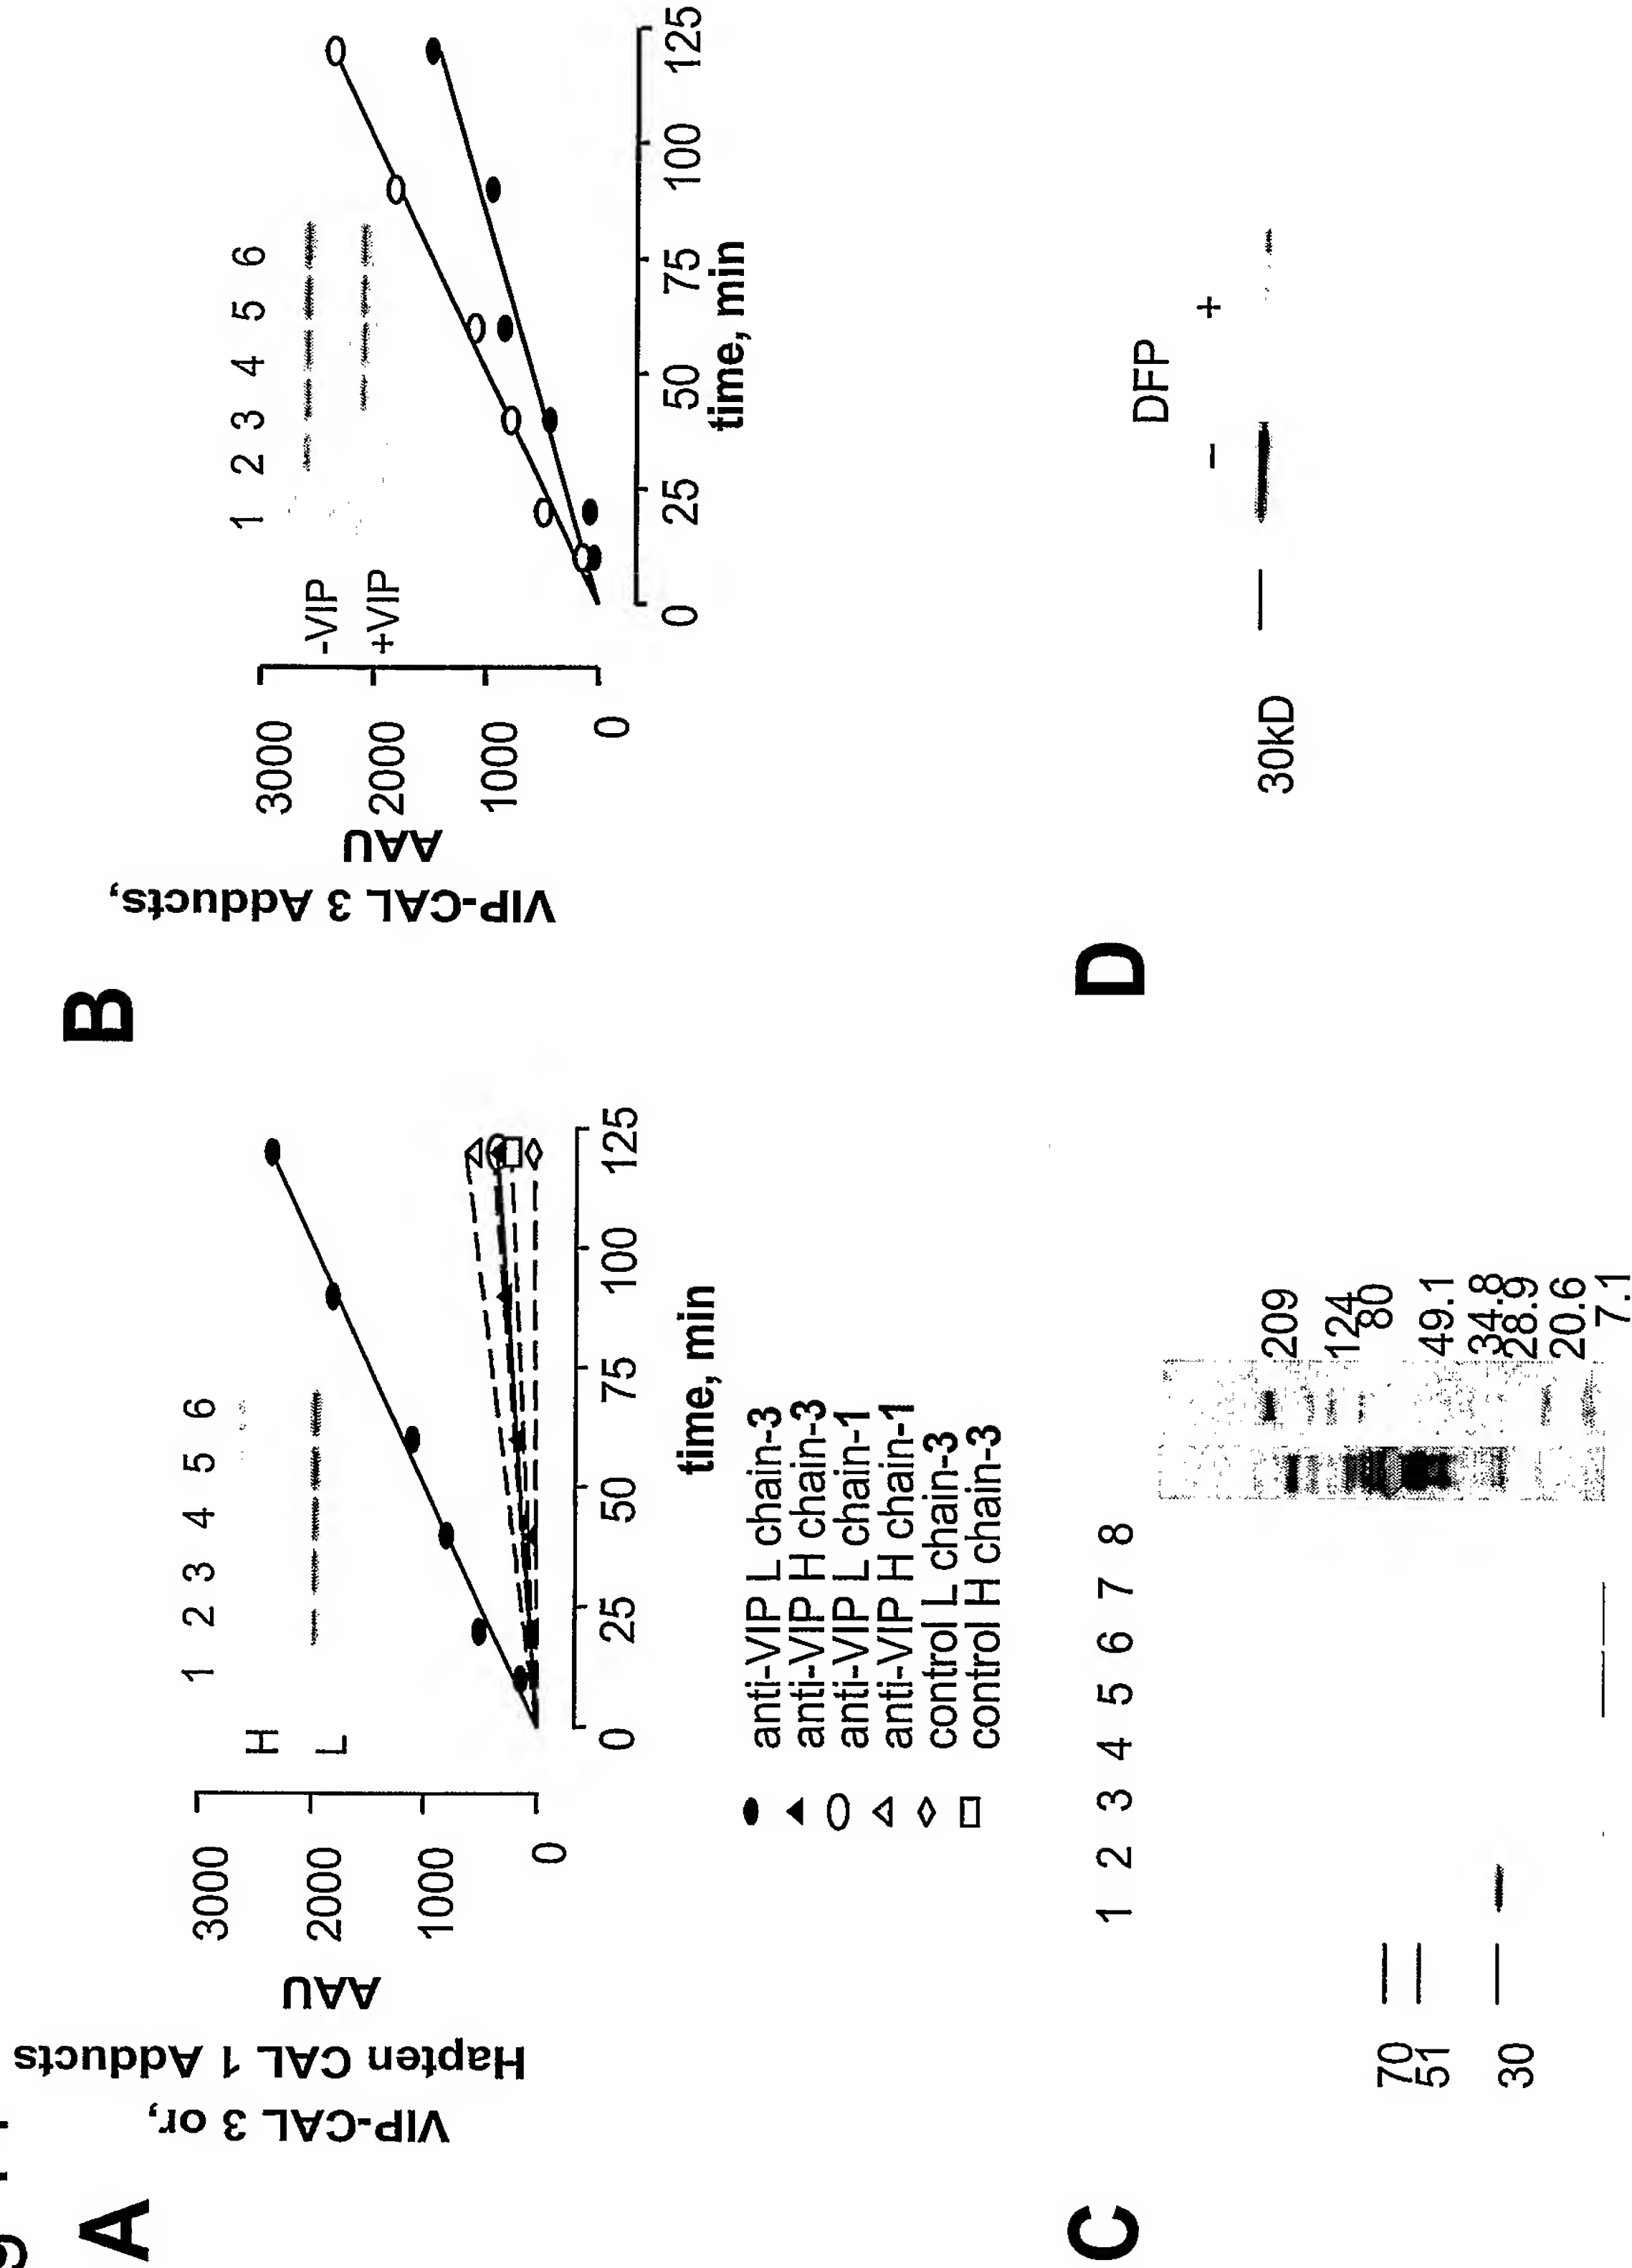 A
VIP-CAL 3 or,
Hapten CAL 1 Adducts
AAU
3000
2000
1000
0
H
L
1 2 3 4 5 6
0 25 50 75 100 125
time, min
anti-VIP L chain-3
anti-VIP H chain-3
anti-VIP L chain-1
anti-VIP H chain-1
control L chain-3
control H chain-3
B
VIP-CAL 3 Adducts,
AAU
3000
2000
1000
0
-VIP
+VIP
1 2 3 4 5 6
0 25 50 75 100 125
time, min
C
1 2 3 4 5 6 7 8
70
51
30
209
124
80
49.1
34.8
28.9
20.6
7.1
D
DFP
− +
30kD